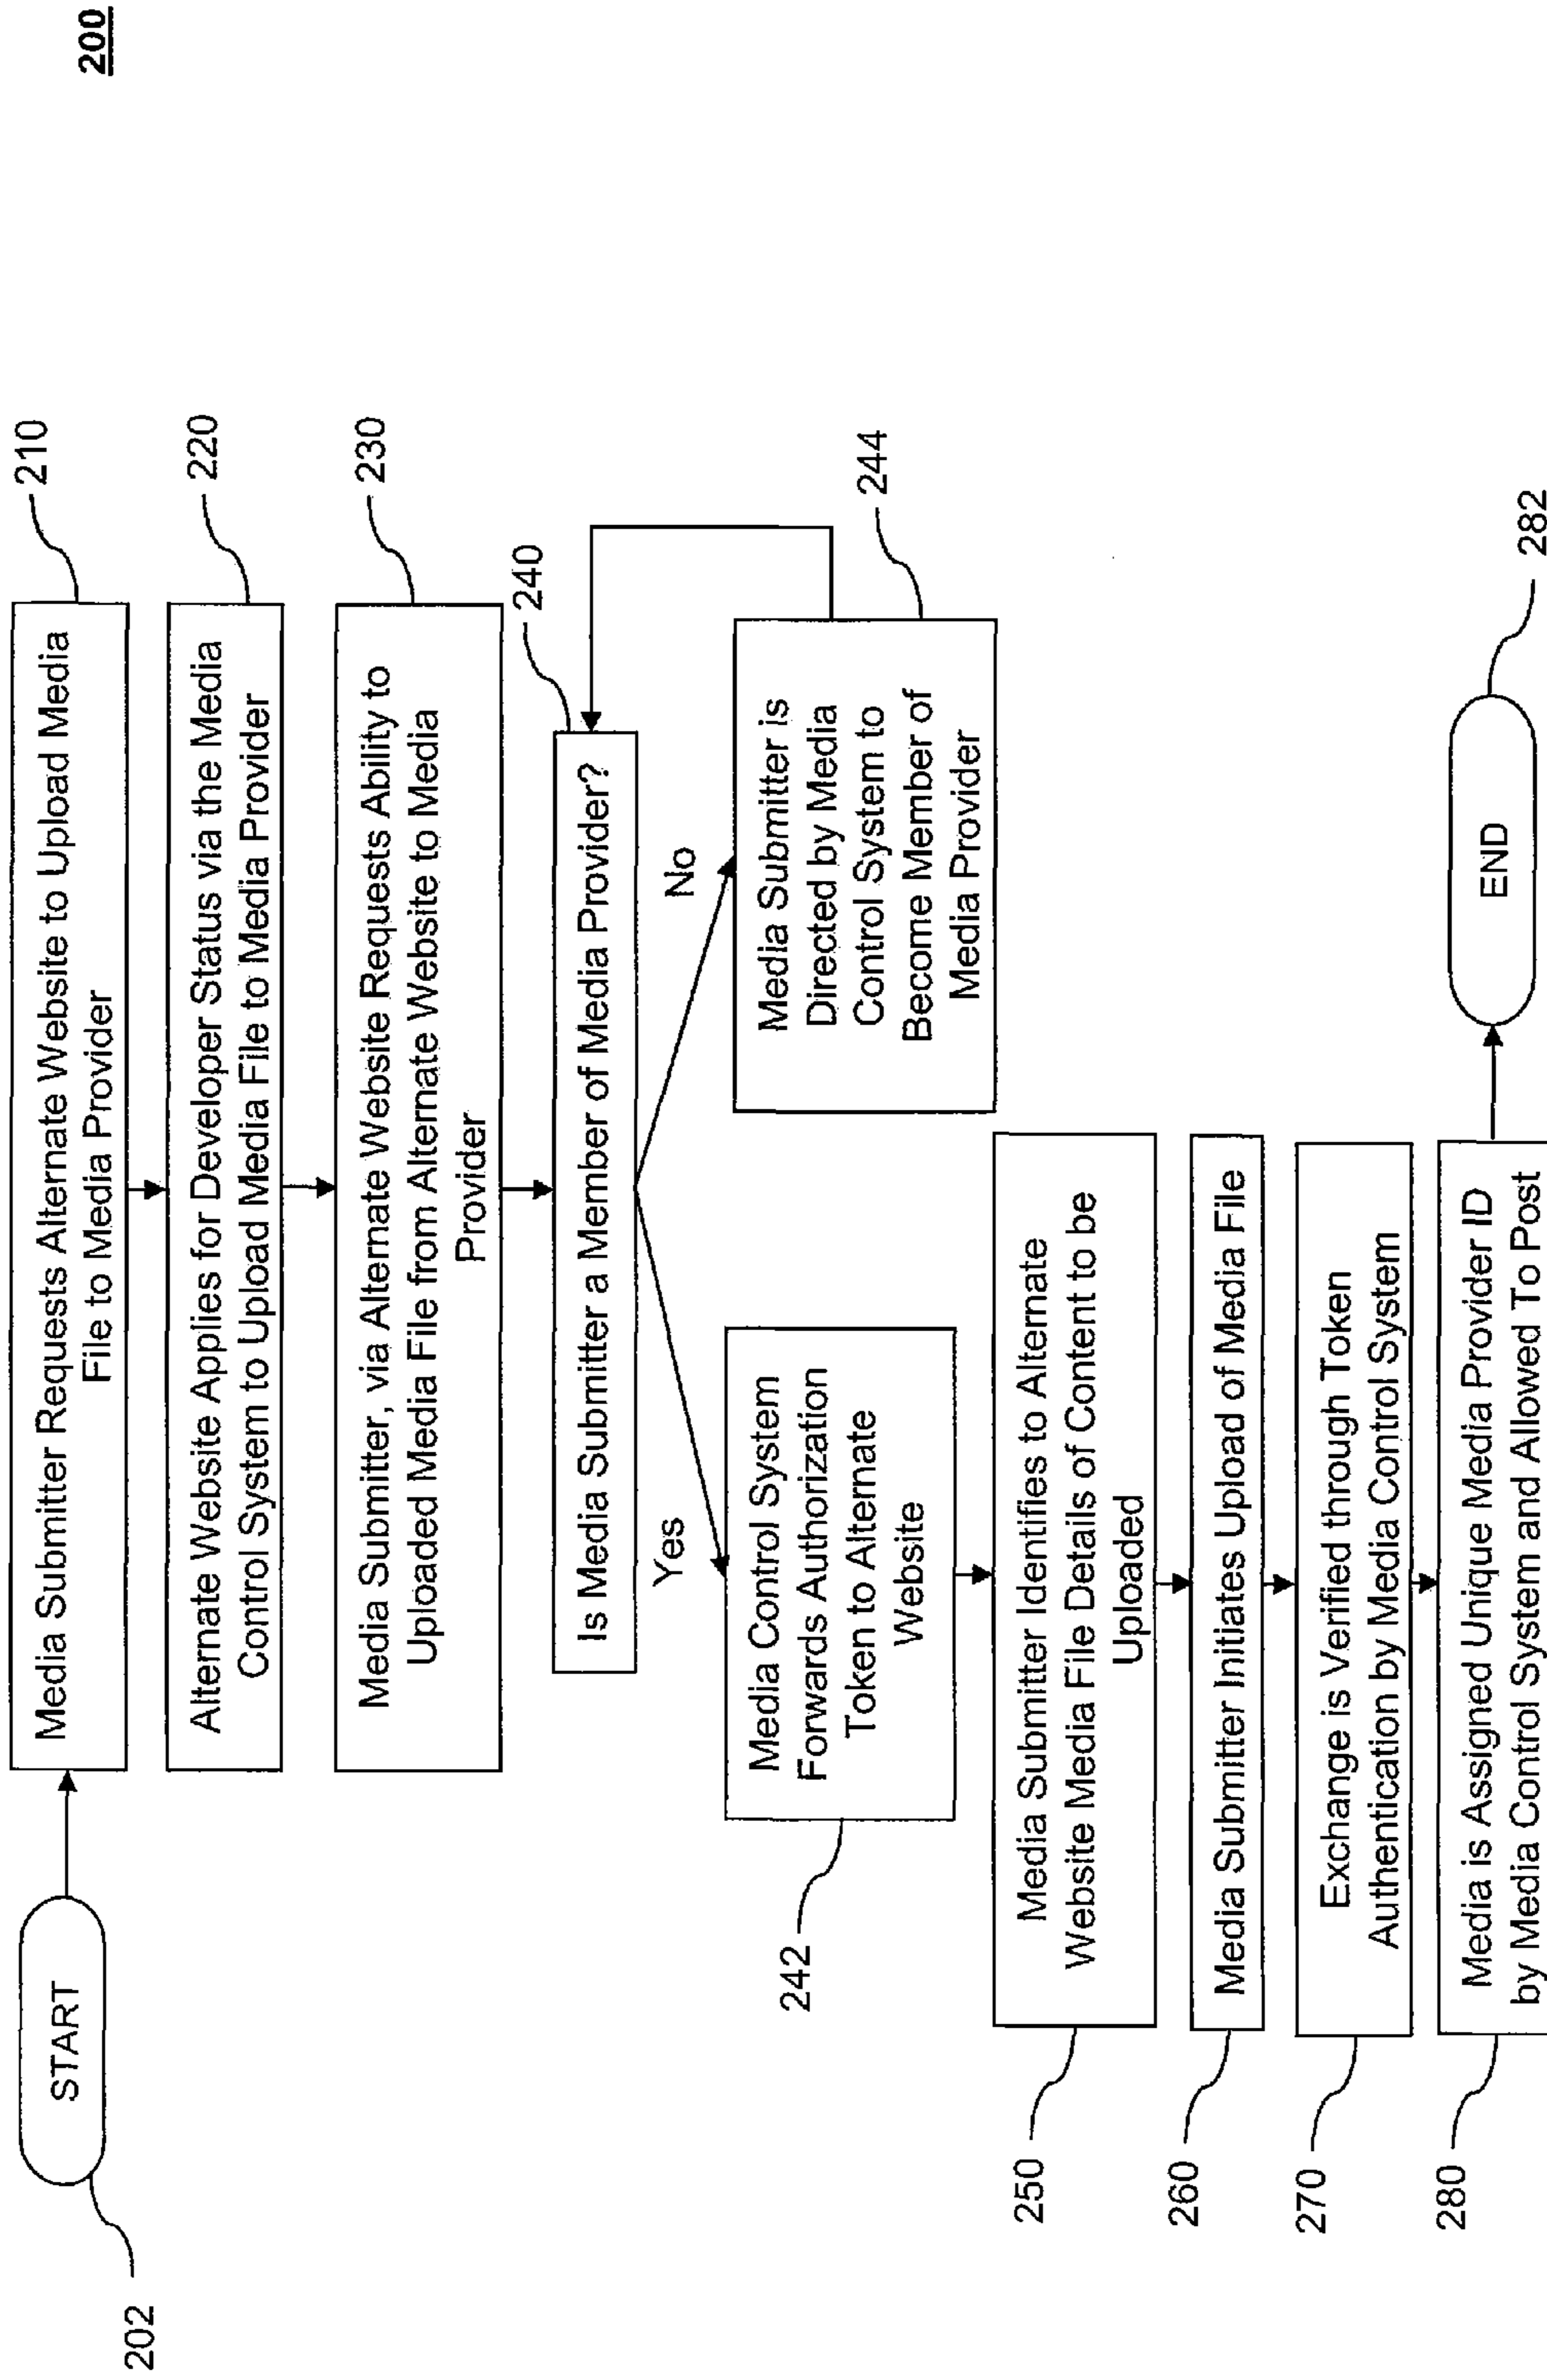 200
START
202
Media Submitter Requests Alternate Website to Upload Media
File to Media Provider
210
Alternate Website Applies for Developer Status via the Media
Control System to Upload Media File to Media Provider
220
Media Submitter, via Alternate Website Requests Ability to
Uploaded Media File from Alternate Website to Media
Provider
230
Is Media Submitter a Member of Media Provider?
240
Yes
No
Media Control System
Forwards Authorization
Token to Alternate
Website
242
Media Submitter is
Directed by Media
Control System to
Become Member of
Media Provider
244
Media Submitter Identifies to Alternate
Website Media File Details of Content to be
Uploaded
250
Media Submitter Initiates Upload of Media File
260
Exchange is Verified through Token
Authentication by Media Control System
270
Media is Assigned Unique Media Provider ID
by Media Control System and Allowed To Post
280
END
282